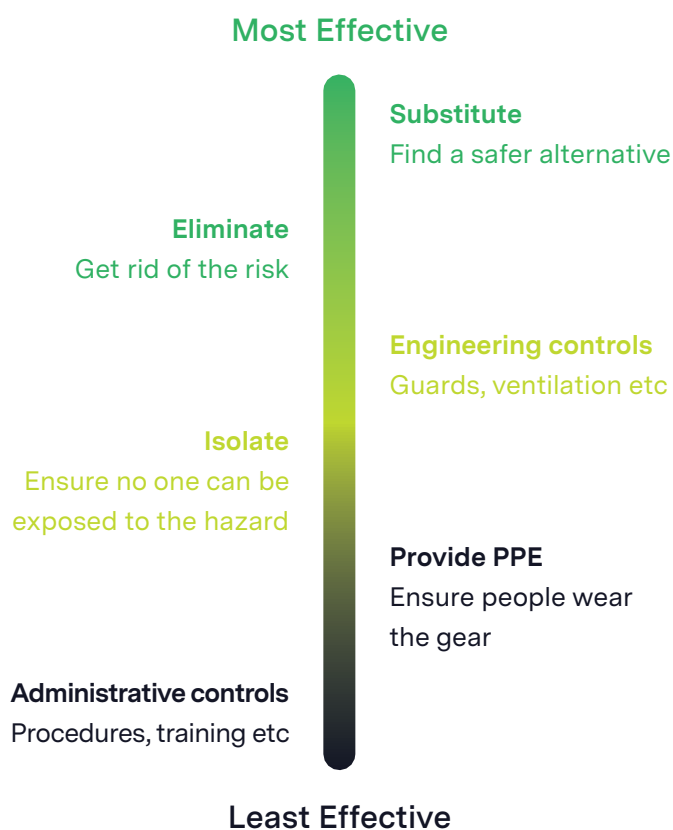 Most Effective
Substitute
Find a safer alternative
Eliminate
Get rid of the risk
Engineering controls
Guards, ventilation etc
Isolate
Ensure no one can be
exposed to the hazard
Provide PPE
Ensure people wear
the gear
Administrative controls
Procedures, training etc
Least Effective